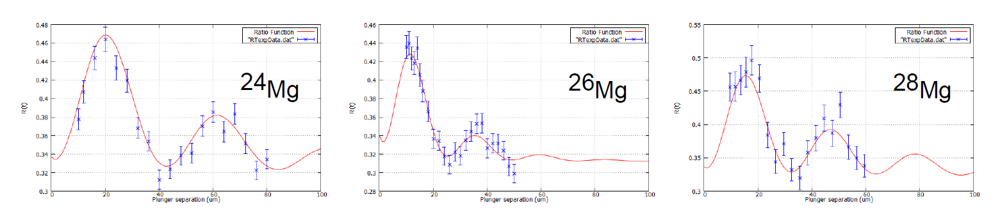 0.48
0.46
0.44
0.42
0.4
0.38
0.36
0.34
0.32
0.3
R(t)
0
20
40
60
80
100
Plunger separation (um)
Ratio Function
"RTexpData.dat"
24Mg
0.46
0.44
0.42
0.4
0.38
0.36
0.34
0.32
0.3
0.28
R(t)
0
20
40
60
80
100
Plunger separation (um)
Ratio Function
"RTexpData.dat"
26Mg
0.55
0.5
0.45
0.4
0.35
0.3
R(t)
0
20
40
60
80
100
Plunger separation (um)
Ratio Function
"RTexpData.dat"
28Mg